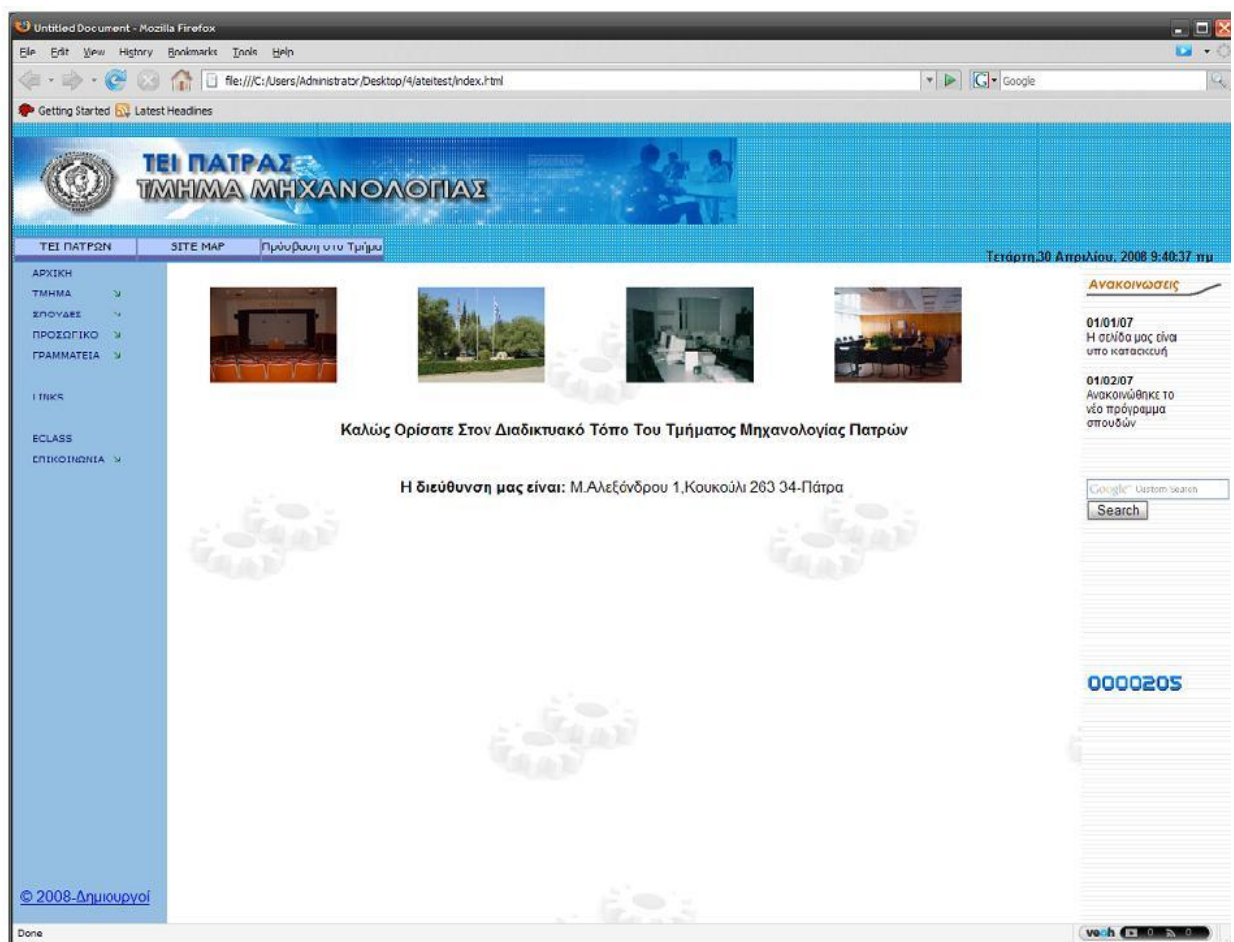 Untitled Document - Mozilla Firefox
File Edit View History Bookmarks Tools Help
file:///C:/Users/Administrator/Desktop/4/ateitest/index.html
Google
Getting Started Latest Headlines
ΤΕΙ ΠΑΤΡΑΣ
ΤΜΗΜΑ ΜΗΧΑΝΟΛΟΓΙΑΣ
ΤΕΙ ΠΑΤΡΩΝ SITE MAP Πρόσβαση στο Τμήμα
Τετάρτη,30 Απριλίου, 2008 9:40:37 πμ
ΑΡΧΙΚΗ
ΤΜΗΜΑ
ΣΠΟΥΔΕΣ
ΠΡΟΣΩΠΙΚΟ
ΓΡΑΜΜΑΤΕΙΑ
LINKS
ECLASS
ΕΠΙΚΟΙΝΩΝΙΑ
© 2008-Δημιουργοί
Καλώς Ορίσατε Στον Διαδικτυακό Τόπο Του Τμήματος Μηχανολογίας Πατρών
Η διεύθυνση μας είναι: Μ.Αλεξάνδρου 1,Κουκούλι 263 34-Πάτρα
Ανακοινώσεις
01/01/07
Η σελίδα μας είναι
υπο κατασκευή
01/02/07
Ανακοινώθηκε το
νέο πρόγραμμα
σπουδών
Google Custom Search
Search
0000205
Done
veoh 0 0